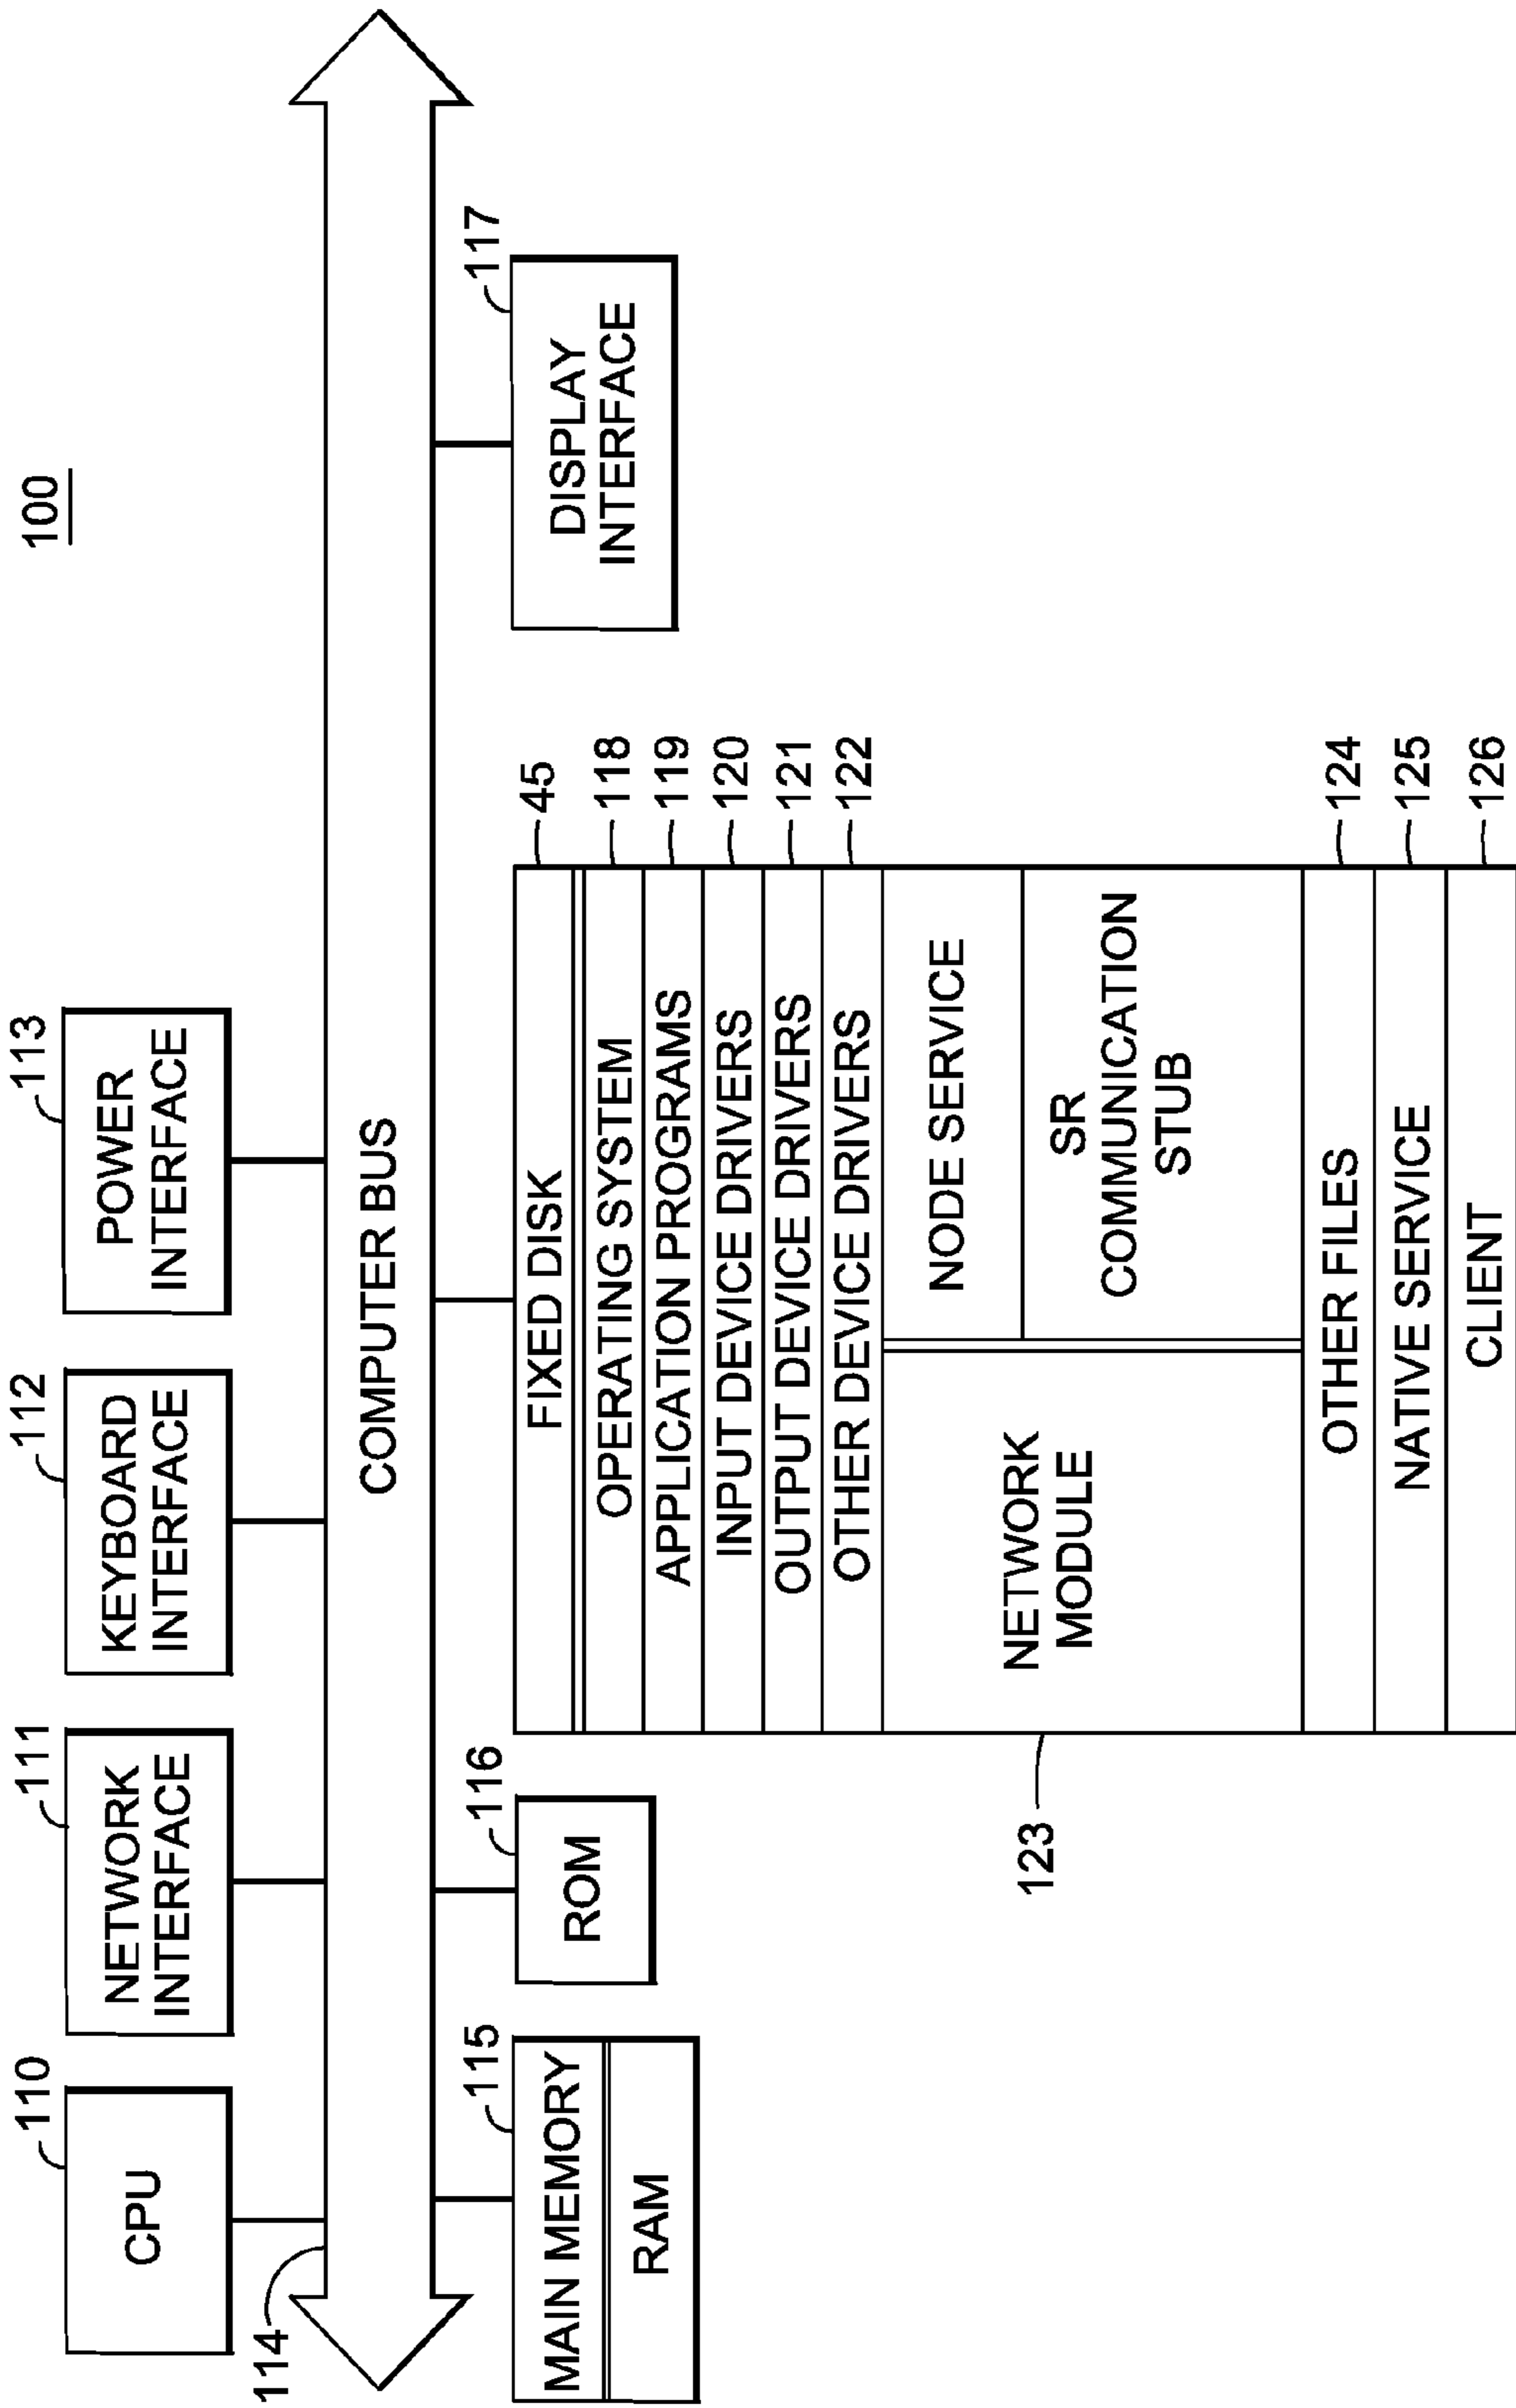 100
110
CPU
111
NETWORK
INTERFACE
112
KEYBOARD
INTERFACE
113
POWER
INTERFACE
114
COMPUTER BUS
115
MAIN MEMORY
RAM
116
ROM
FIXED DISK
45
OPERATING SYSTEM
118
APPLICATION PROGRAMS
119
INPUT DEVICE DRIVERS
120
OUTPUT DEVICE DRIVERS
121
OTHER DEVICE DRIVERS
122
123
NETWORK
MODULE
NODE SERVICE
SR
COMMUNICATION
STUB
OTHER FILES
124
NATIVE SERVICE
125
CLIENT
126
117
DISPLAY
INTERFACE